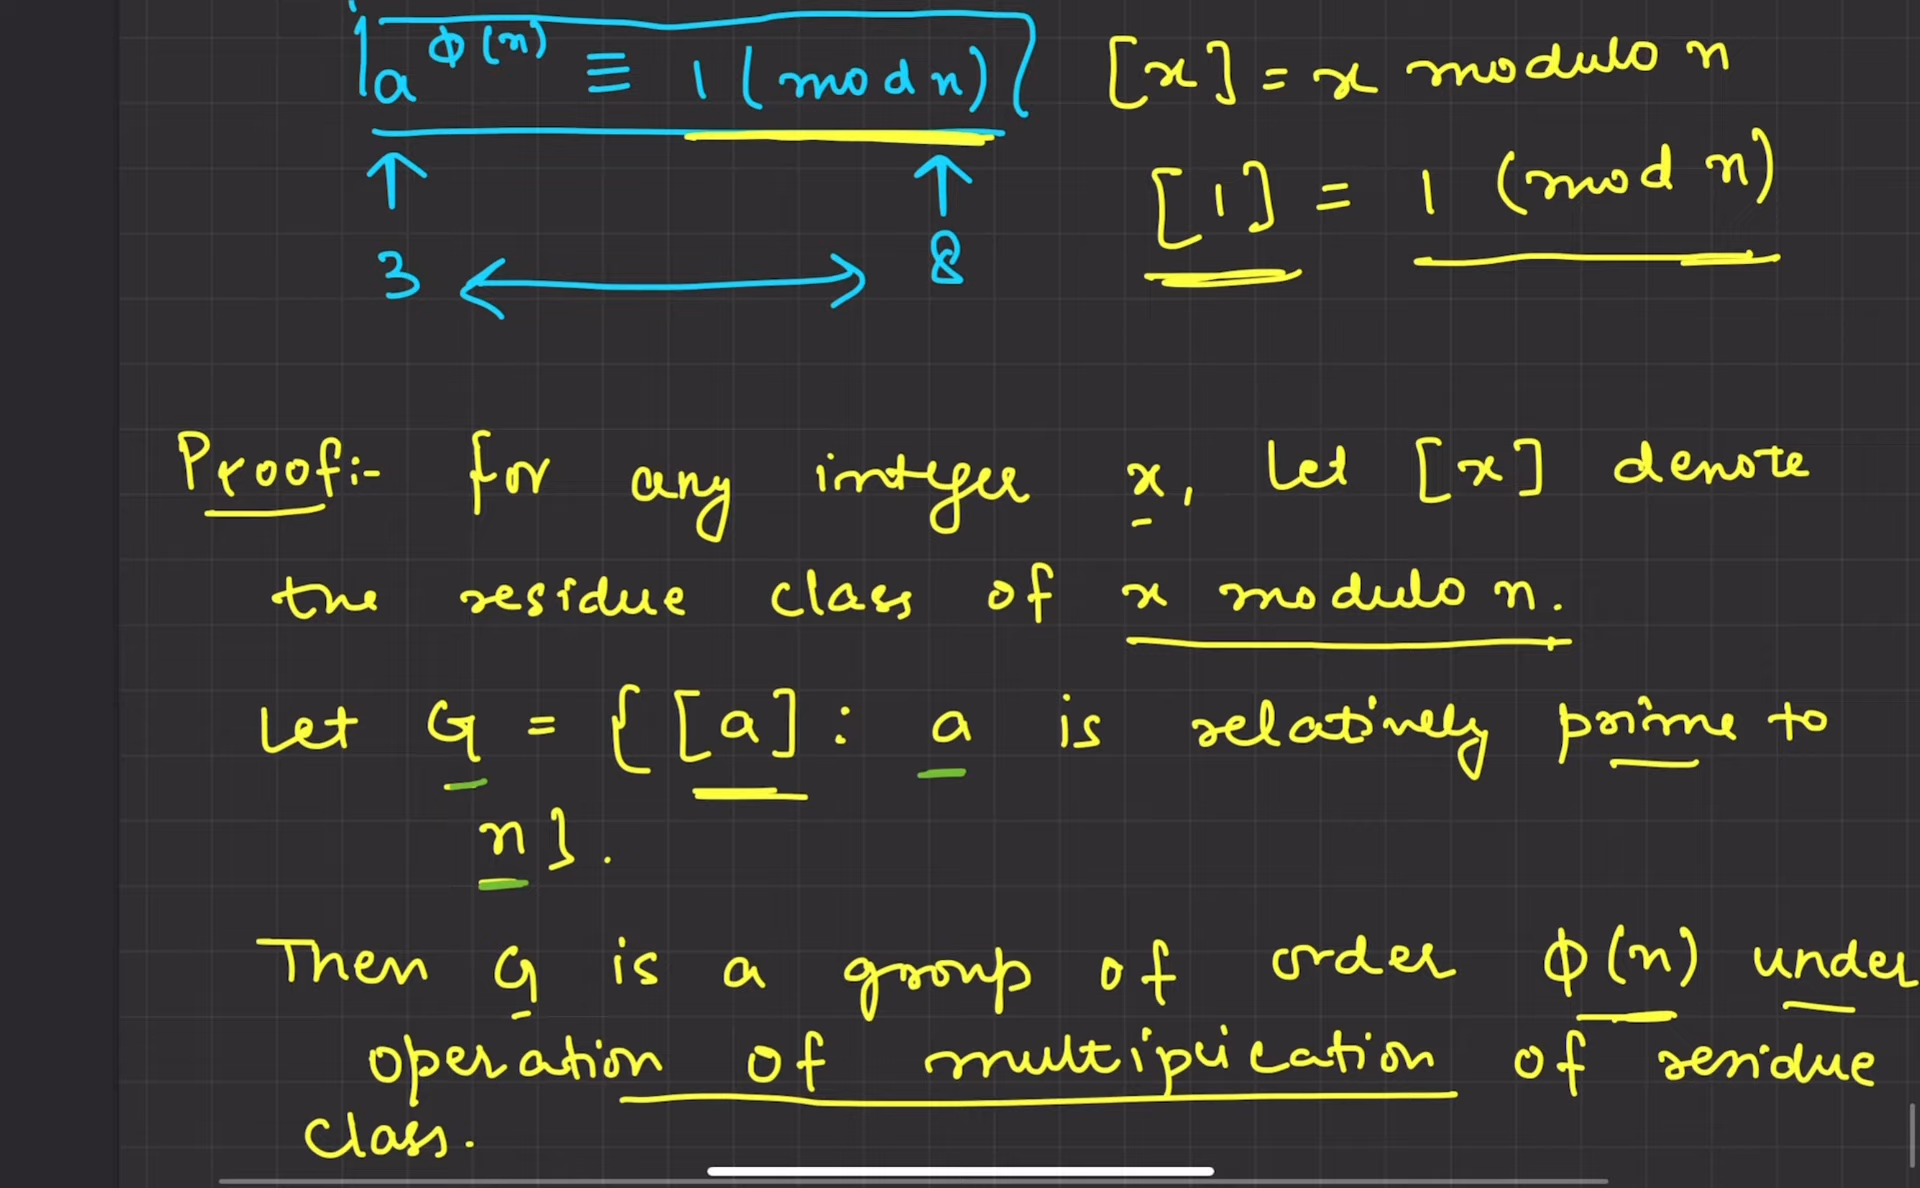 a^ϕ(n) ≡ 1 (mod n)
[x] = x modulo n
[1] = 1 (mod n)
3 8
Proof:- for any integer x, Let [x] denote
the residue class of x modulo n.
Let G = { [a] : a is relatively prime to
n}.
Then G is a group of order ϕ(n) under
operation of multiplication of residue
class.